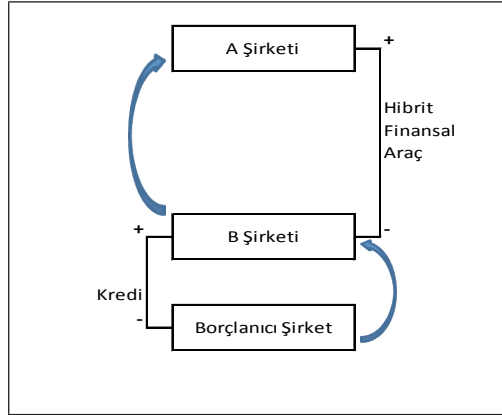 A Şirketi
+
Hibrit
Finansal
Araç
+
B Şirketi
-
Kredi
-
Borçlanıcı Şirket